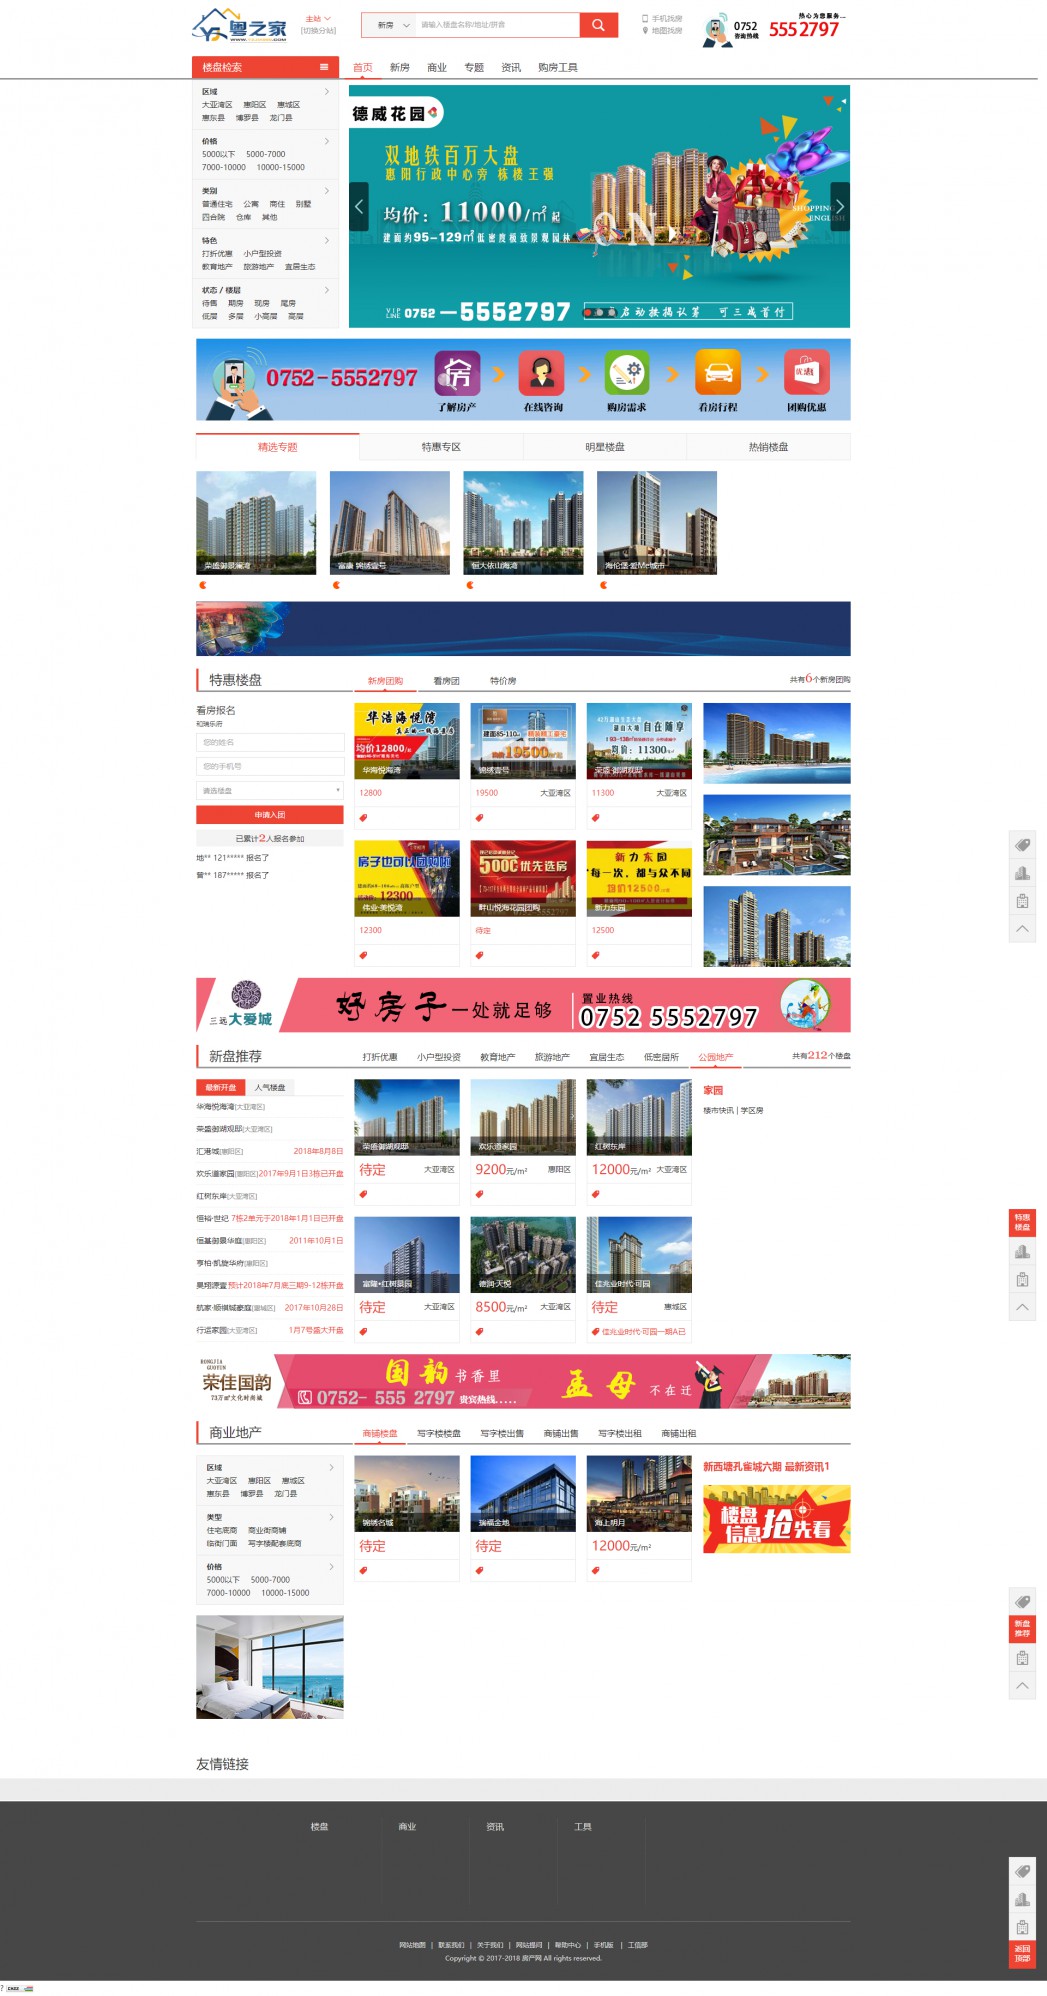 粤之家
主站
[切换分站]
新房
请输入楼盘名称/地址/拼音
手机找房
地图找房
0752
咨询热线
热心为您服务...
5552797
楼盘检索
首页 新房 商业 专题 资讯 购房工具
区域
大亚湾区 惠阳区 惠城区
惠东县 博罗县 龙门县
价格
5000以下 5000-7000
7000-10000 10000-15000
类别
普通住宅 公寓 商住 别墅
四合院 仓库 其他
特色
打折优惠 小户型投资
教育地产 旅游地产 宜居生态
状态 / 楼层
待售 期房 现房 尾房
低层 多层 小高层 高层
德威花园
双地铁百万大盘
惠阳行政中心旁 栋楼王强
均价：11000/㎡起
建面约95-129㎡低密度极致景观园林
SHOPPING
ENGLISH
VIP
LINE 0752—5552797
启动按揭认筹 可三成首付
0752-5552797
了解房产 在线咨询 购房需求 看房行程 团购优惠
精选专题 特惠专区 明星楼盘 热销楼盘
荣盛御景澜湾 富康 锦绣壹号 恒大依山海湾 海伦堡·爱Me城市
特惠楼盘
新房团购 看房团 特价房
共有6个新房团购
看房报名
和瑞乐府
您的姓名
您的手机号
请选楼盘
申请入团
已累计2人报名参加
地** 121***** 报名了
曾** 187***** 报名了
华浩海悦湾
均价12800/起
华海悦海湾
12800
建面85-110㎡
19500
锦绣壹号
19500 大亚湾区
自在随享
均价：11300/㎡
荣盛·御湖观邸
11300 大亚湾区
房子也可以团购啦
12300
伟业·美悦湾
12300
500优先选房
畔山悦海花园团购
待定
新力东园
每一次，都与众不同
均价12500
新力东园
12500
三远大爱城
好房子一处就足够
置业热线
0752 5552797
新盘推荐
打折优惠 小户型投资 教育地产 旅游地产 宜居生态 低密居所 公园地产
共有212个楼盘
最新开盘 人气楼盘
华海悦海湾[大亚湾区]
荣盛御湖观邸[大亚湾区]
汇港城[惠阳区] 2018年8月8日
欢乐道家园[惠阳区] 2017年9月1日3栋已开盘
红树东岸[大亚湾区]
恒裕·世纪 7栋2单元于2018年1月1日已开盘
恒基御景华庭[惠阳区] 2011年10月1日
亨柏·凯旋华府[惠阳区]
昊翔源壹 预计2018年7月底三期9-12栋开盘
航家·顺祺城豪庭[惠城区] 2017年10月28日
行运家园[大亚湾区] 1月7号盛大开盘
荣盛御湖观邸
待定 大亚湾区
欢乐道家园
9200元/m² 惠阳区
红树东岸
12000元/m² 大亚湾区
富隆•红树景园
待定 大亚湾区
德润·天悦
8500元/m² 大亚湾区
佳兆业时代·可园
待定 惠城区
佳兆业时代·可园一期A已
家园
楼市快讯 | 学区房
RONGJIA
GUOYUN
荣佳国韵
73万㎡文化时尚城
国韵书香里
0752- 555 2797 贵宾热线.....
孟母不在迁
商业地产
商铺楼盘 写字楼楼盘 写字楼出售 商铺出售 写字楼出租 商铺出租
区域
大亚湾区 惠阳区 惠城区
惠东县 博罗县 龙门县
类型
住宅底商 商业街商铺
临街门面 写字楼配套底商
价格
5000以下 5000-7000
7000-10000 10000-15000
锦绣名城
待定
瑞福金地
待定
海上明月
12000元/m²
新西塘孔雀城六期 最新资讯1
楼盘信息抢先看
特惠
楼盘
新盘
推荐
友情链接
楼盘 商业 资讯 工具
返回
顶部
网站地图 | 联系我们 | 关于我们 | 网站提问 | 帮助中心 | 手机版 | 工信部
Copyright © 2017-2018 房产网 All rights reserved.
?